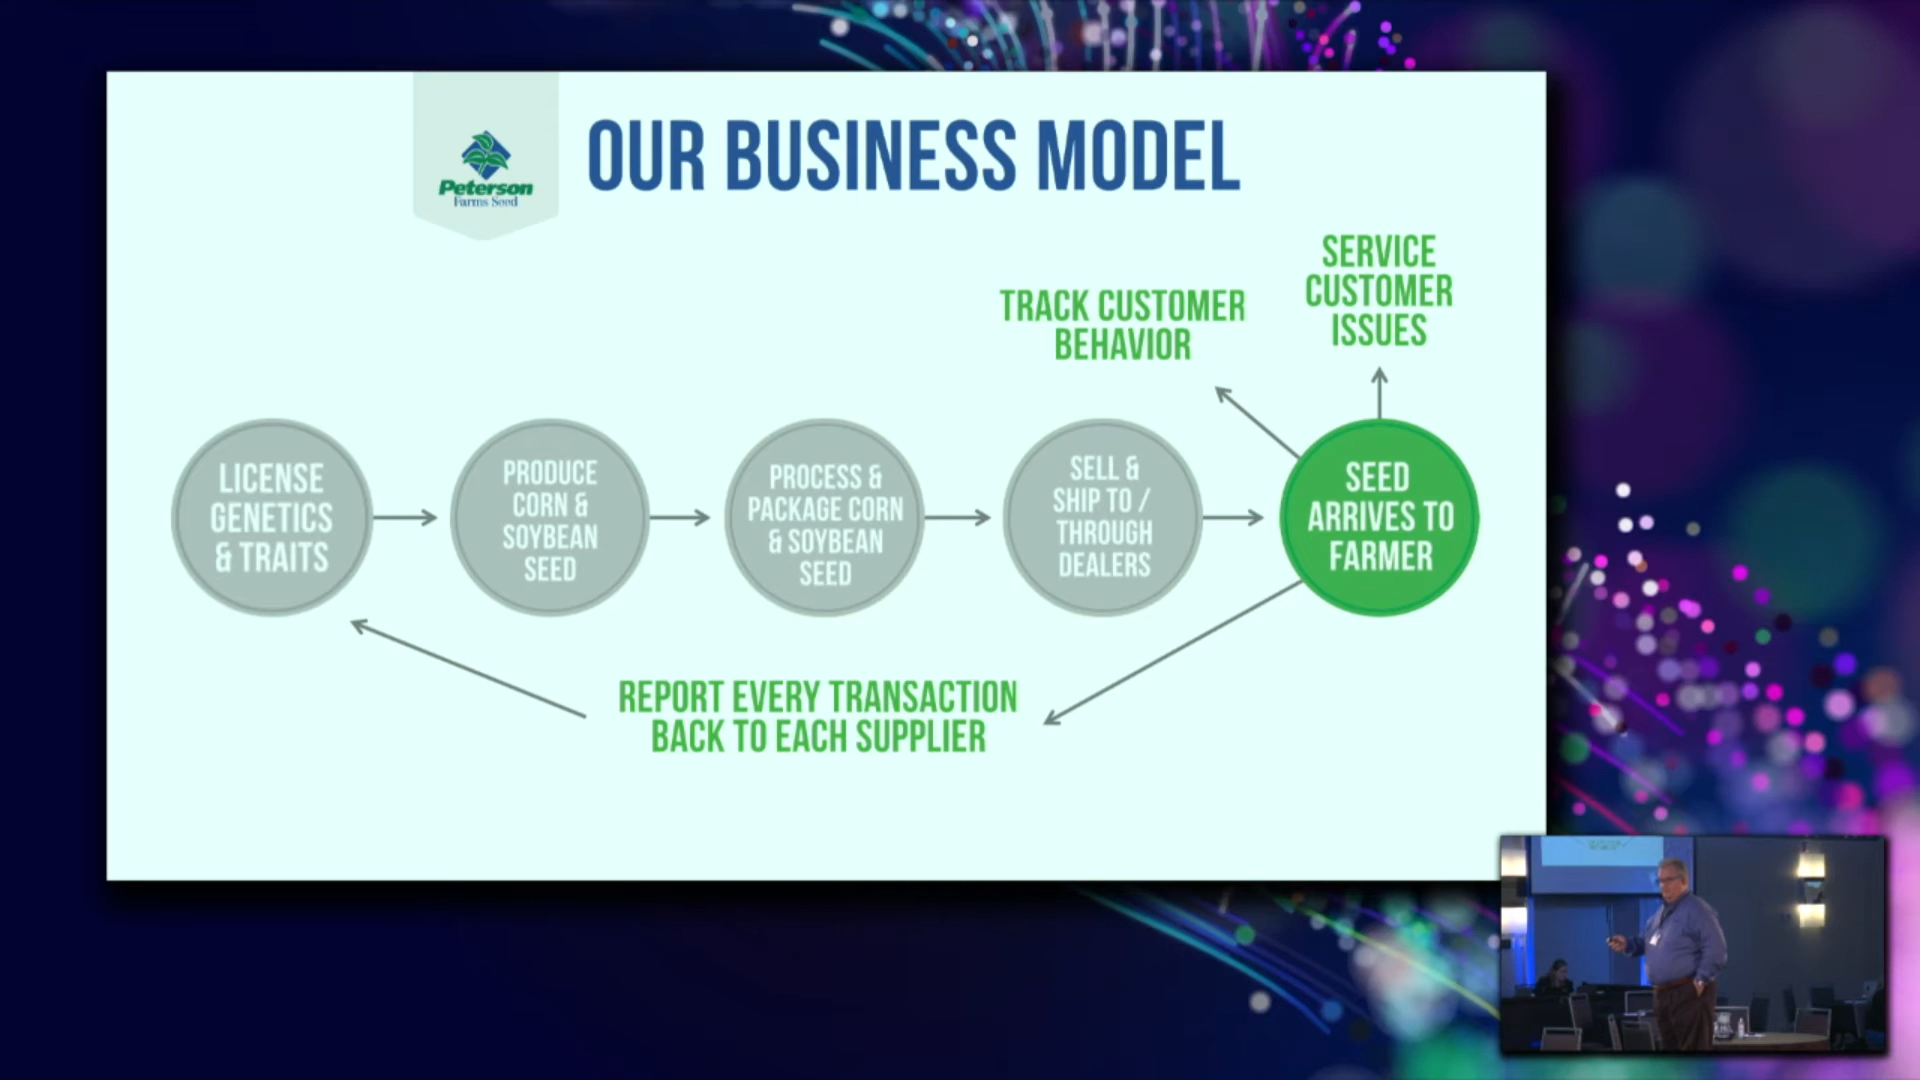 Peterson
Farms Seed
OUR BUSINESS MODEL
SERVICE
CUSTOMER
ISSUES
TRACK CUSTOMER
BEHAVIOR
LICENSE
GENETICS
& TRAITS
PRODUCE
CORN &
SOYBEAN
SEED
PROCESS &
PACKAGE CORN
& SOYBEAN
SEED
SELL &
SHIP TO /
THROUGH
DEALERS
SEED
ARRIVES TO
FARMER
REPORT EVERY TRANSACTION
BACK TO EACH SUPPLIER